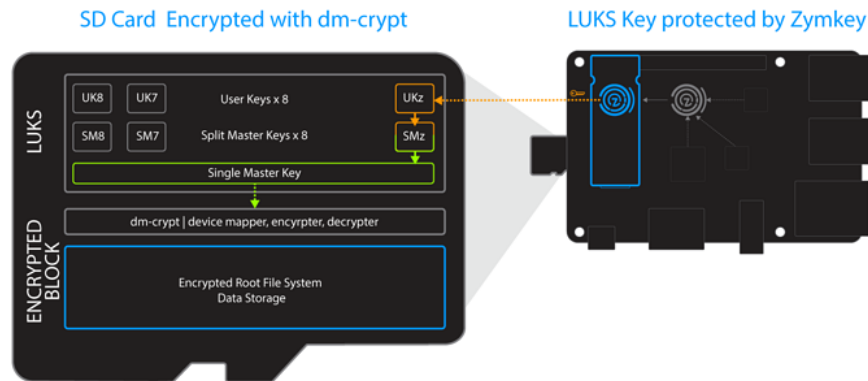 SD Card Encrypted with dm-crypt
LUKS Key protected by Zymkey
LUKS
UK8
UK7
User Keys x 8
UKz
SM8
SM7
Split Master Keys x 8
SMz
Single Master Key
ENCRYPTED
BLOCK
dm-crypt | device mapper, encyrpter, decrypter
Encrypted Root File System
Data Storage